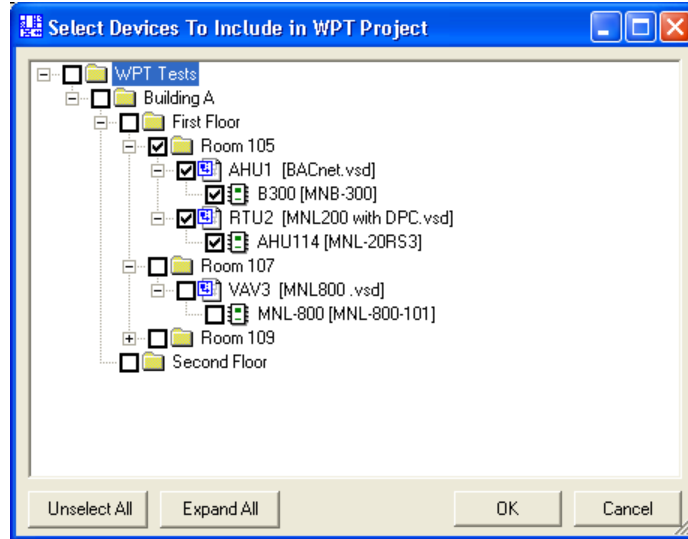 Select Devices To Include in WPT Project
WPT Tests
Building A
First Floor
Room 105
AHU1 [BACnet.vsd]
B300 [MNB-300]
RTU2 [MNL200 with DPC.vsd]
AHU114 [MNL-20RS3]
Room 107
VAV3 [MNL800 .vsd]
MNL-800 [MNL-800-101]
Room 109
Second Floor
Unselect All Expand All OK Cancel